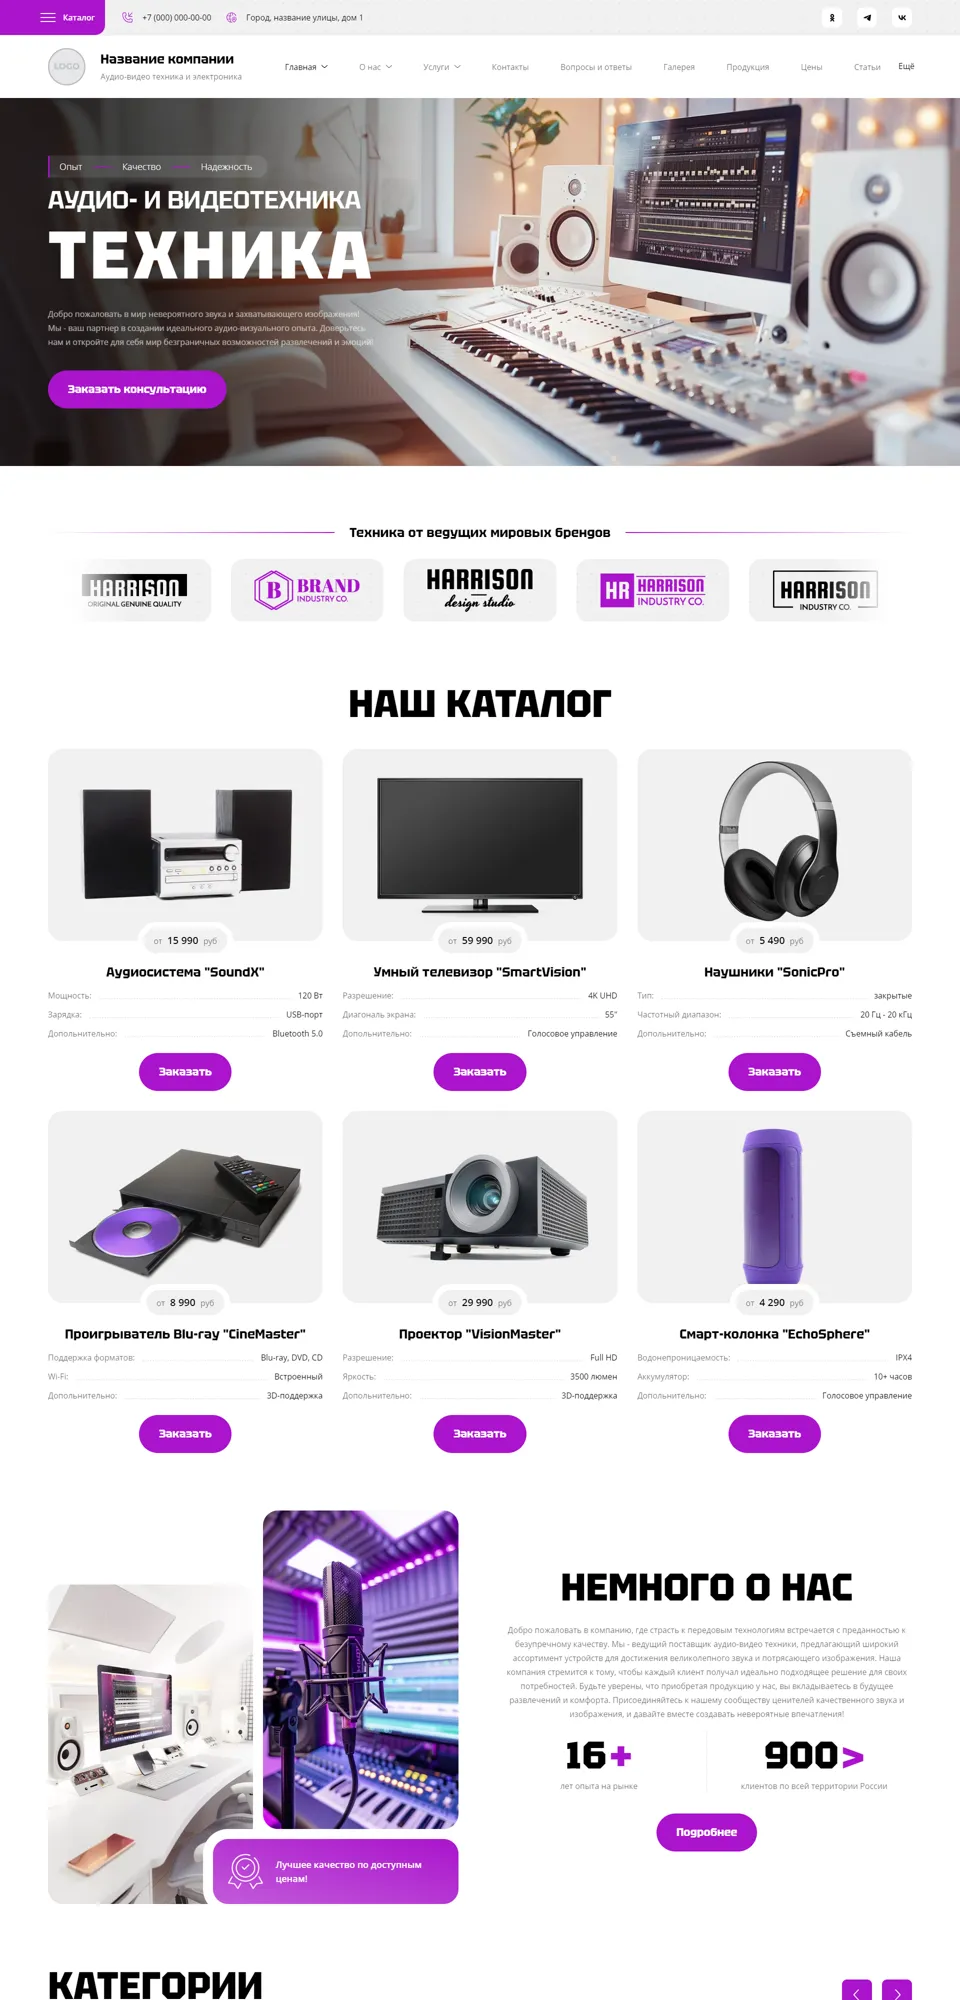 Каталог
+7 (000) 000-00-00
Город, название улицы, дом 1
LOGO
Название компании
Аудио-видео техника и электроника
Главная
О нас
Услуги
Контакты
Вопросы и ответы
Галерея
Продукция
Цены
Статьи
Ещё
Опыт
Качество
Надежность
АУДИО- И ВИДЕОТЕХНИКА
ТЕХНИКА
Добро пожаловать в мир невероятного звука и захватывающего изображения!
Мы - ваш партнер в создании идеального аудио-визуального опыта. Доверьтесь
нам и откройте для себя мир безграничных возможностей развлечений и эмоций!
Заказать консультацию
Техника от ведущих мировых брендов
HARRISON
ORIGINAL GENUINE QUALITY
B BRAND
INDUSTRY CO.
HARRISON
design studio
HR HARRISON
INDUSTRY CO.
HARRISON
INDUSTRY CO.
НАШ КАТАЛОГ
от 15 990 руб
Аудиосистема "SoundX"
Мощность: 120 Вт
Зарядка: USB-порт
Допольнительно: Bluetooth 5.0
Заказать
от 59 990 руб
Умный телевизор "SmartVision"
Разрешение: 4K UHD
Диагональ экрана: 55"
Допольнительно: Голосовое управление
Заказать
от 5 490 руб
Наушники "SonicPro"
Тип: закрытые
Частотный диапазон: 20 Гц - 20 кГц
Допольнительно: Съемный кабель
Заказать
от 8 990 руб
Проигрыватель Blu-ray "CineMaster"
Поддержка форматов: Blu-ray, DVD, CD
Wi-Fi: Встроенный
Допольнительно: 3D-поддержка
Заказать
от 29 990 руб
Проектор "VisionMaster"
Разрешение: Full HD
Яркость: 3500 люмен
Допольнительно: 3D-поддержка
Заказать
от 4 290 руб
Смарт-колонка "EchoSphere"
Водонепроницаемость: IPX4
Аккумулятор: 10+ часов
Допольнительно: Голосовое управление
Заказать
Лучшее качество по доступным
ценам!
НЕМНОГО О НАС
Добро пожаловать в компанию, где страсть к передовым технологиям встречается с преданностью к
безупречному качеству. Мы - ведущий поставщик аудио-видео техники, предлагающий широкий
ассортимент устройств для достижения великолепного звука и потрясающего изображения. Наша
компания стремится к тому, чтобы каждый клиент получал идеально подходящее решение для своих
потребностей. Будьте уверены, что приобретая продукцию у нас, вы вкладываетесь в будущее
развлечений и комфорта. Присоединяйтесь к нашему сообществу ценителей качественного звука и
изображения, и давайте вместе создавать невероятные впечатления!
16+
лет опыта на рынке
900>
клиентов по всей территории России
Подробнее
КАТЕГОРИИ